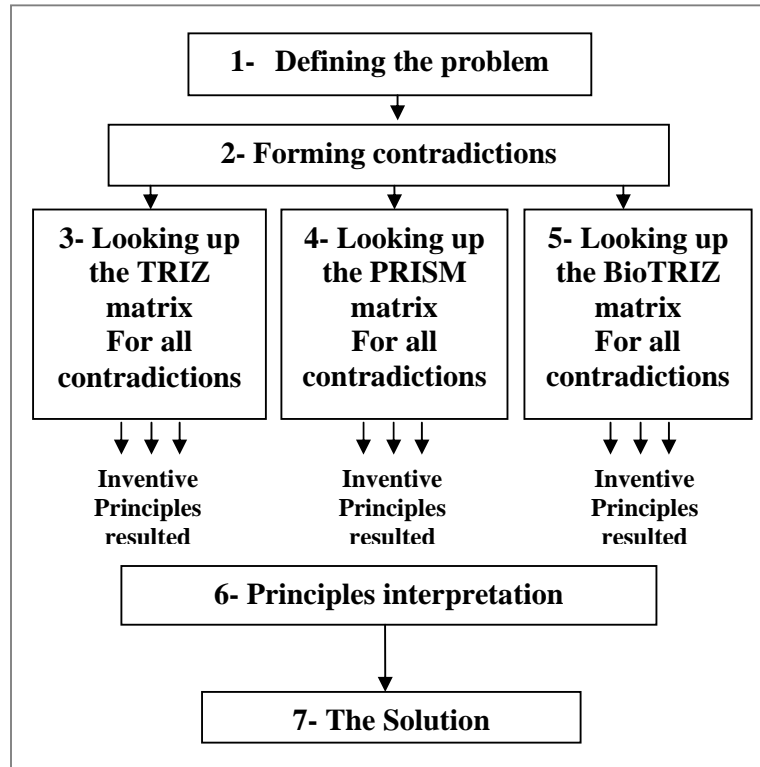 1- Defining the problem
2- Forming contradictions
3- Looking up
the TRIZ
matrix
For all
contradictions
4- Looking up
the PRISM
matrix
For all
contradictions
5- Looking up
the BioTRIZ
matrix
For all
contradictions
Inventive
Principles
resulted
Inventive
Principles
resulted
Inventive
Principles
resulted
6- Principles interpretation
7- The Solution